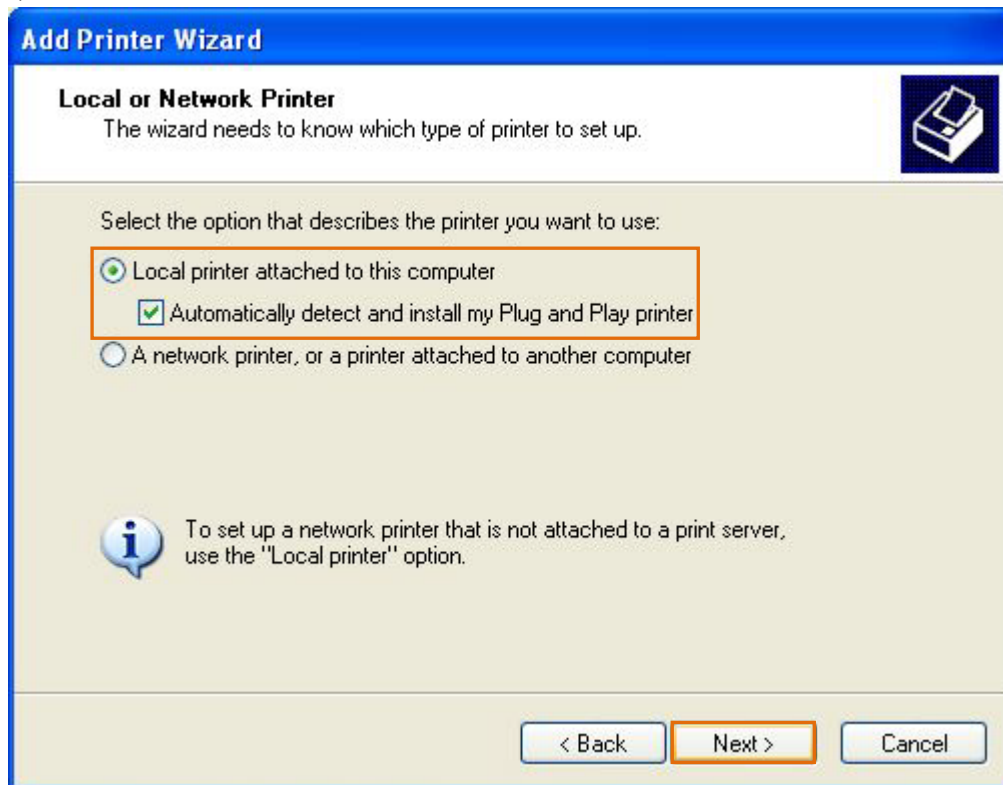 Add Printer Wizard
Local or Network Printer
The wizard needs to know which type of printer to set up.
Select the option that describes the printer you want to use:
Local printer attached to this computer
Automatically detect and install my Plug and Play printer
A network printer, or a printer attached to another computer
To set up a network printer that is not attached to a print server,
use the "Local printer" option.
< Back Next > Cancel